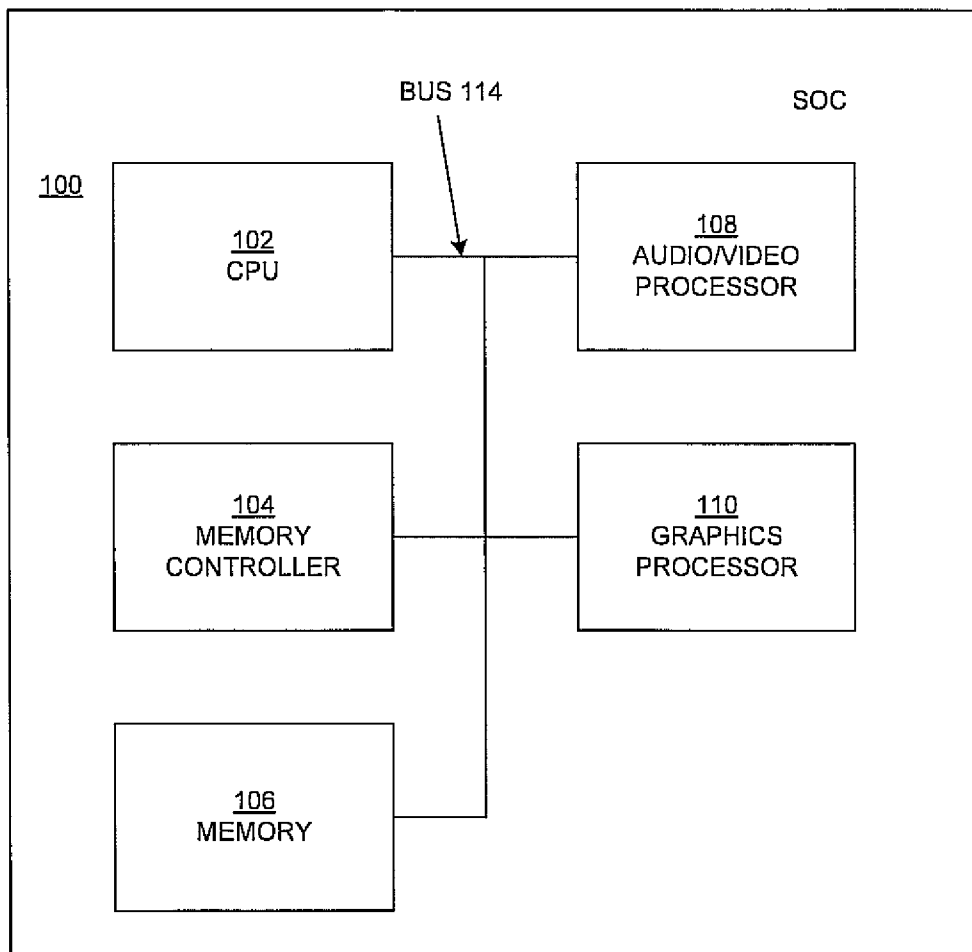 BUS 114
SOC
100
102
CPU
108
AUDIO/VIDEO
PROCESSOR
104
MEMORY
CONTROLLER
110
GRAPHICS
PROCESSOR
106
MEMORY